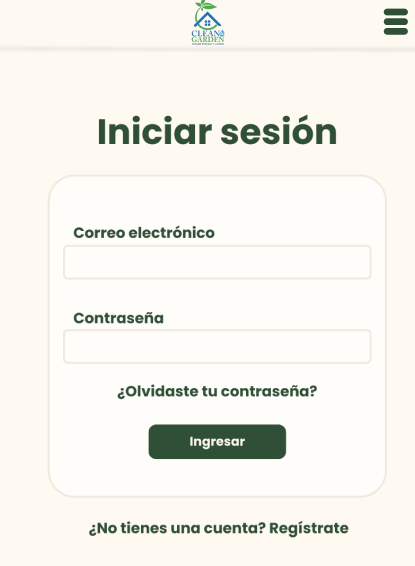 CLEAN
GARDEN
Iniciar sesión
Correo electrónico
Contraseña
¿Olvidaste tu contraseña?
Ingresar
¿No tienes una cuenta? Regístrate